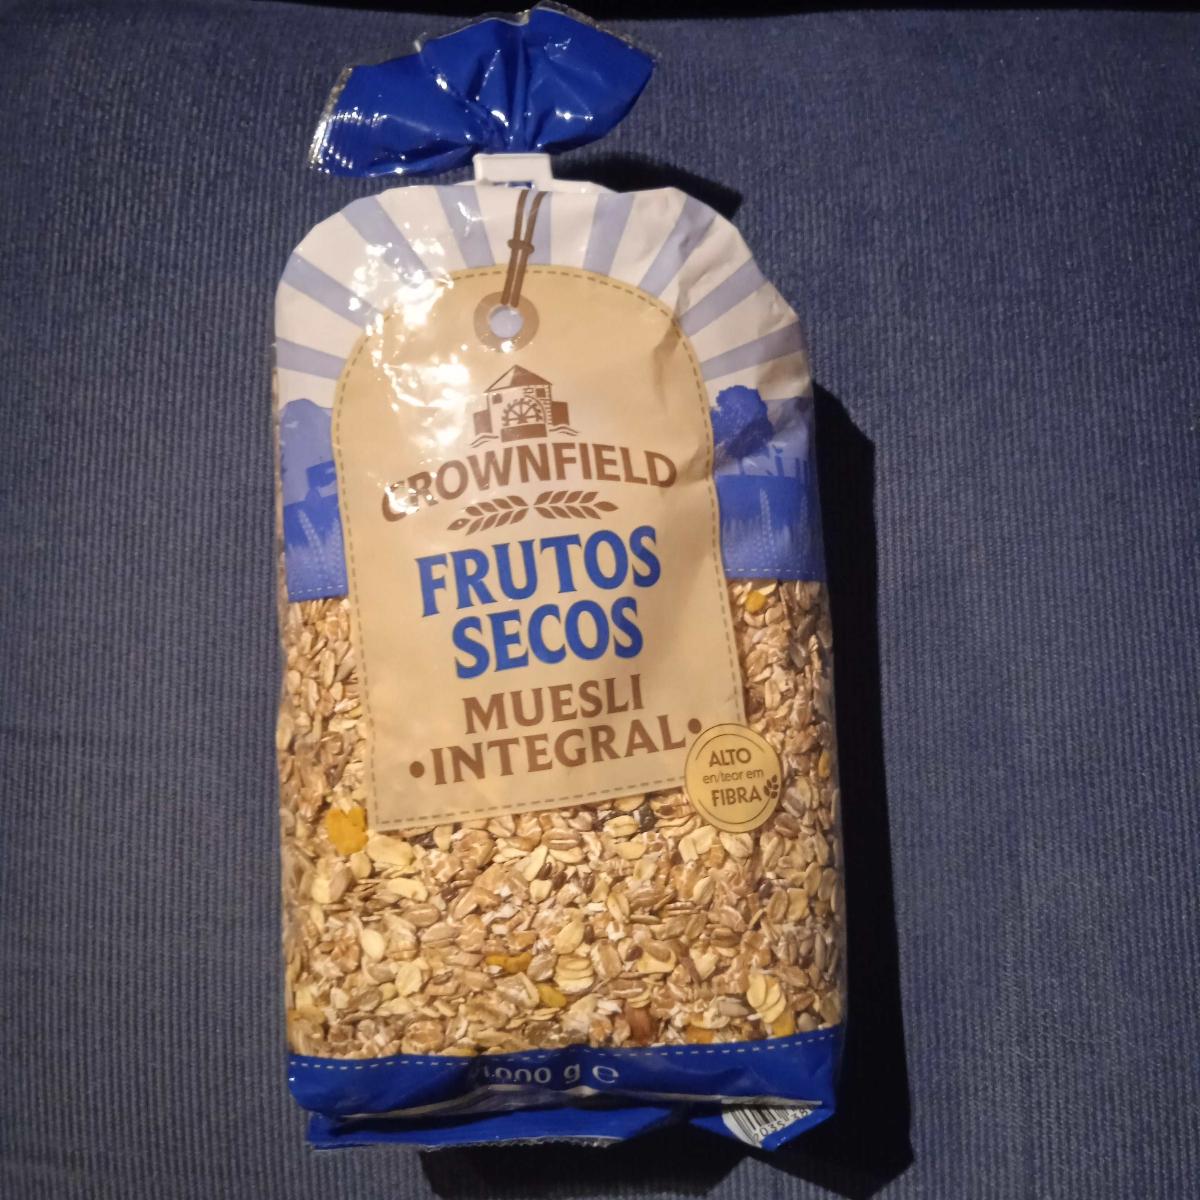 CROWNFIELD
FRUTOS
SECOS
MUESLI
•INTEGRAL•
ALTO
en/teor em
FIBRA
1000 g ℮